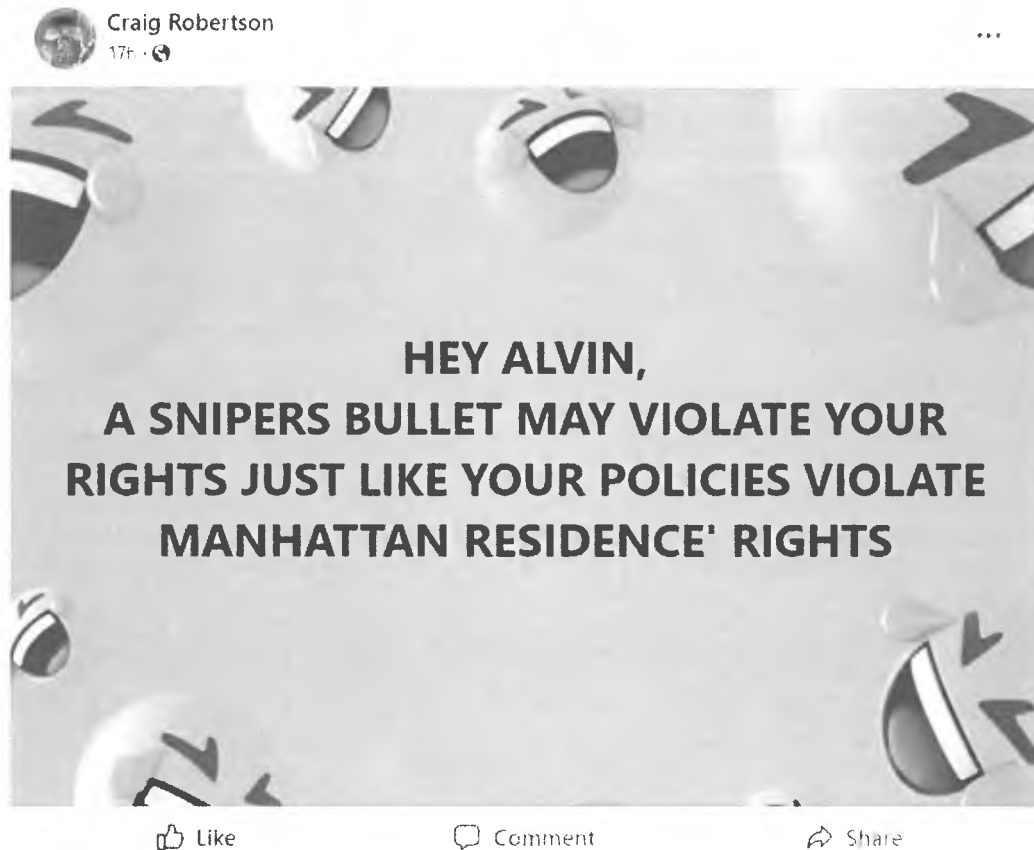 Craig Robertson
17h ·
HEY ALVIN,
A SNIPERS BULLET MAY VIOLATE YOUR
RIGHTS JUST LIKE YOUR POLICIES VIOLATE
MANHATTAN RESIDENCE' RIGHTS
Like Comment Share